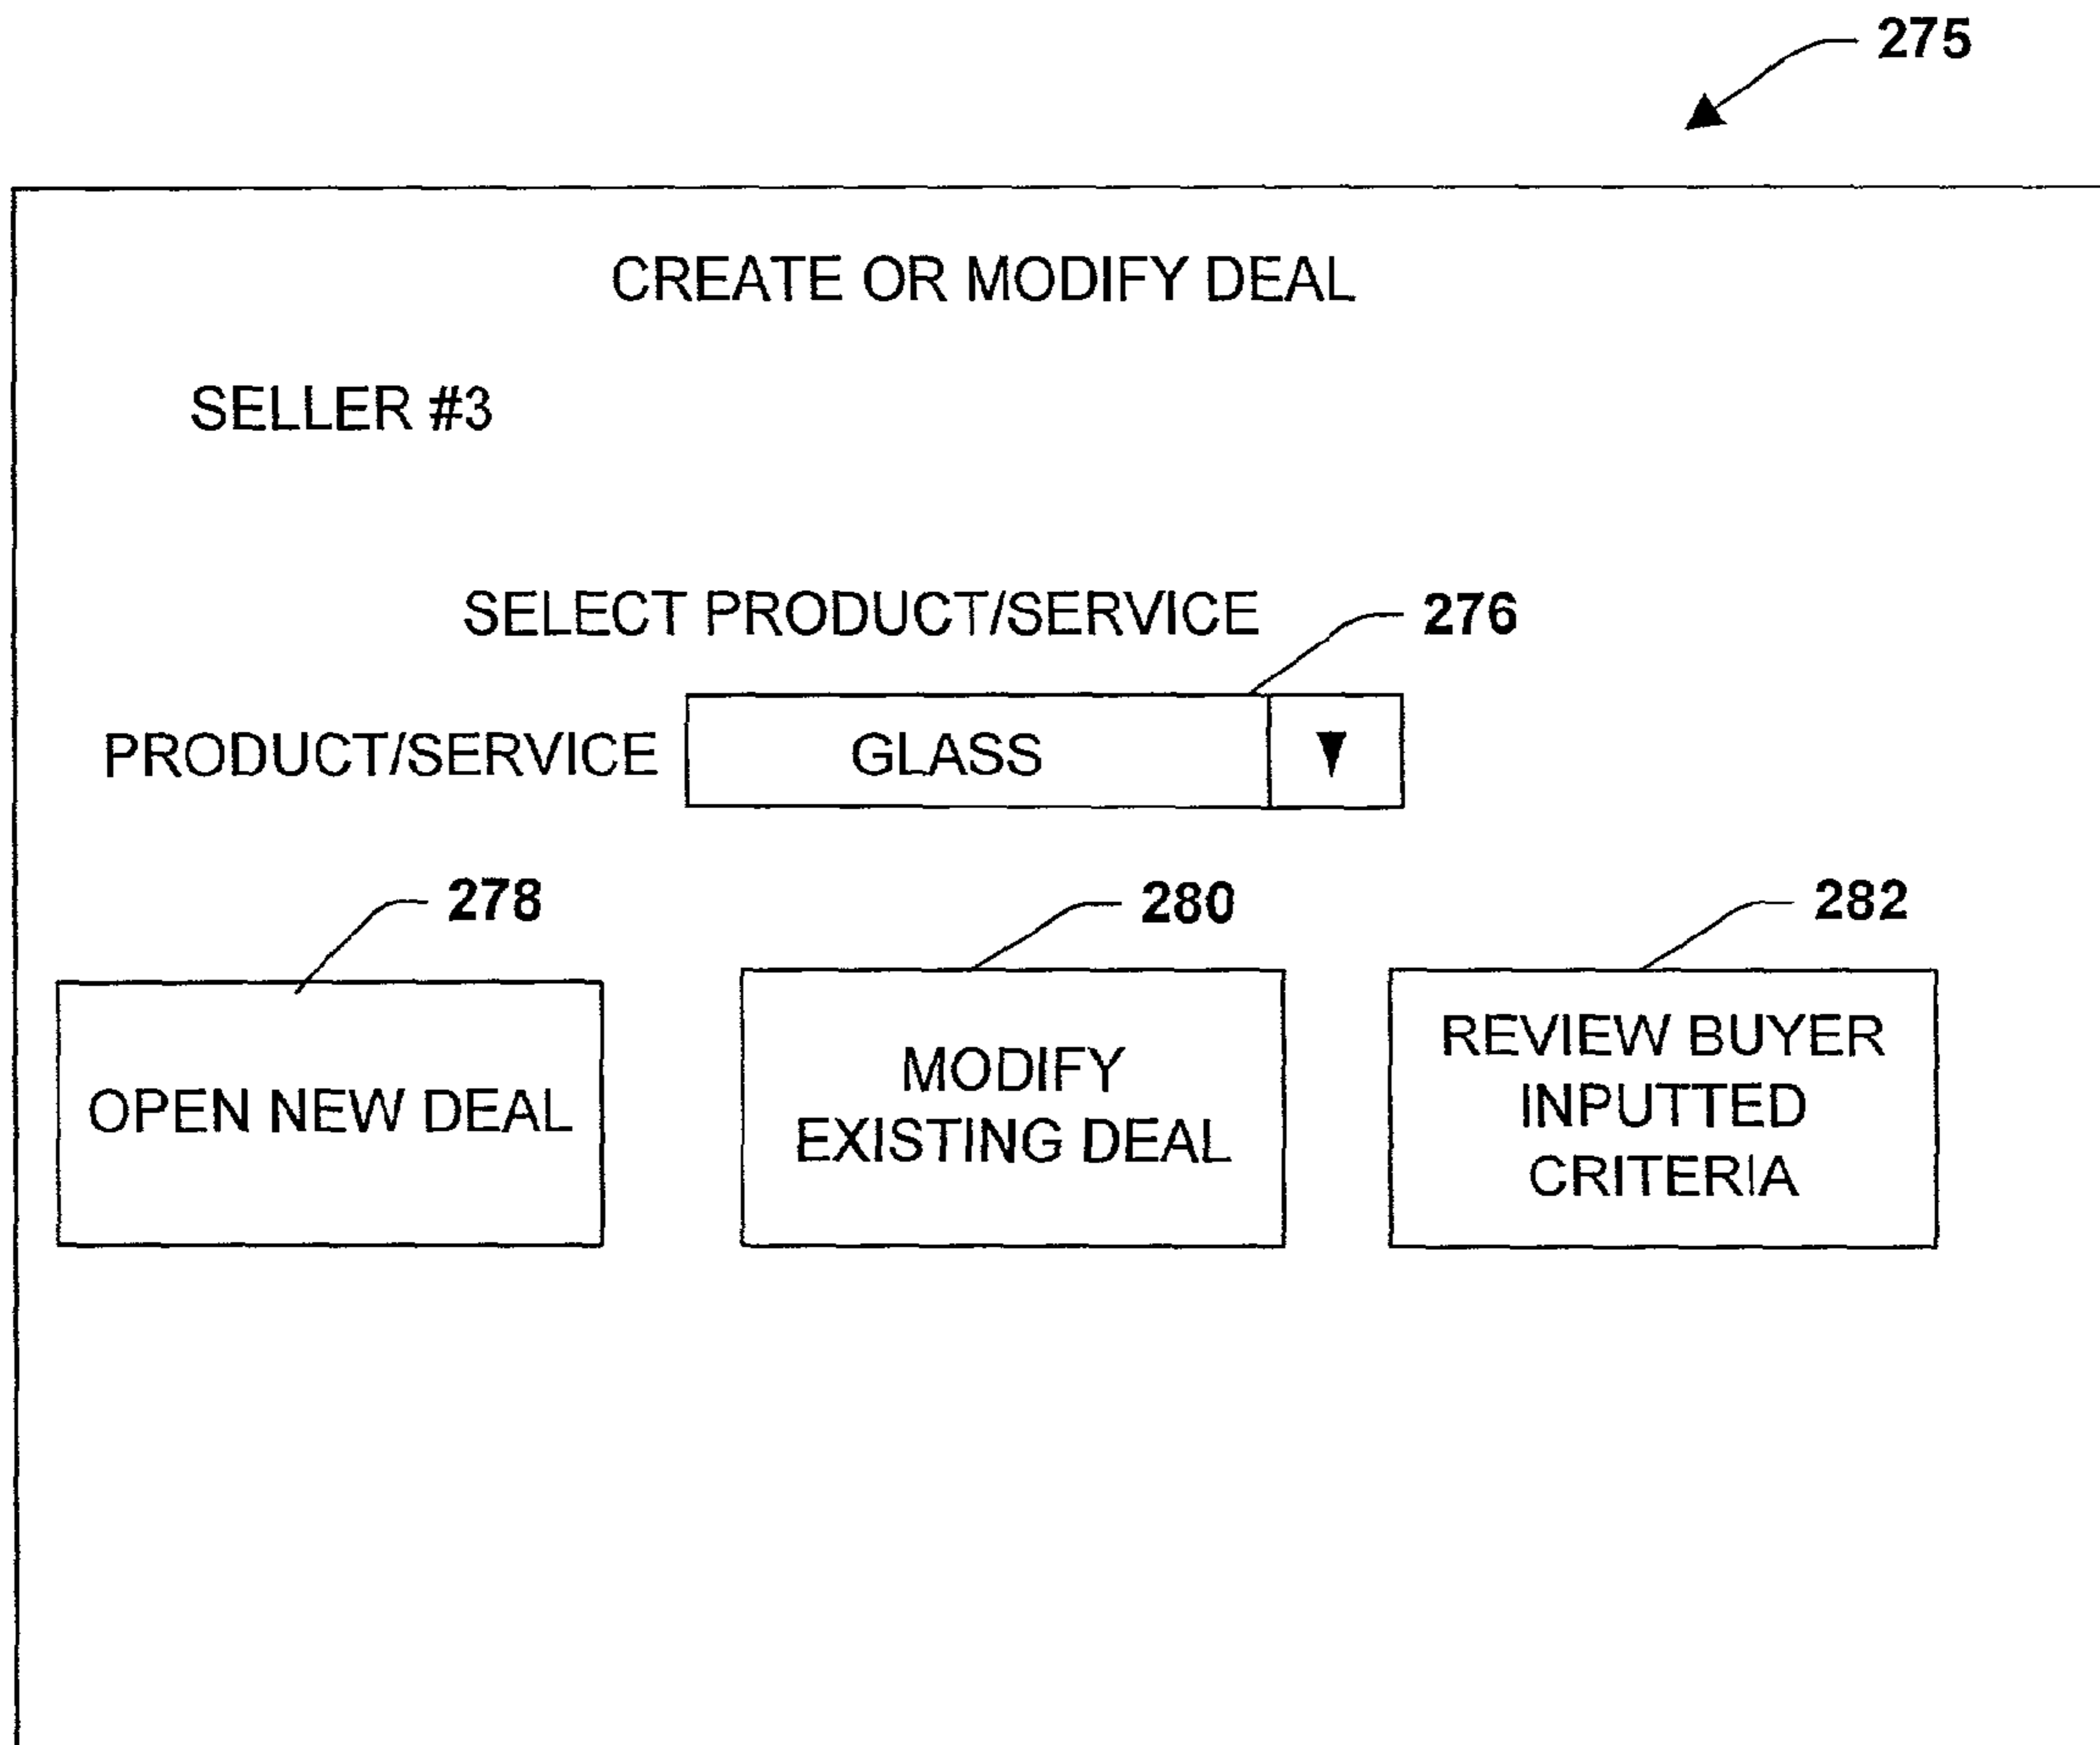 275
CREATE OR MODIFY DEAL
SELLER #3
SELECT PRODUCT/SERVICE 276
PRODUCT/SERVICE GLASS
278 280 282
OPEN NEW DEAL
MODIFY
EXISTING DEAL
REVIEW BUYER
INPUTTED
CRITERIA